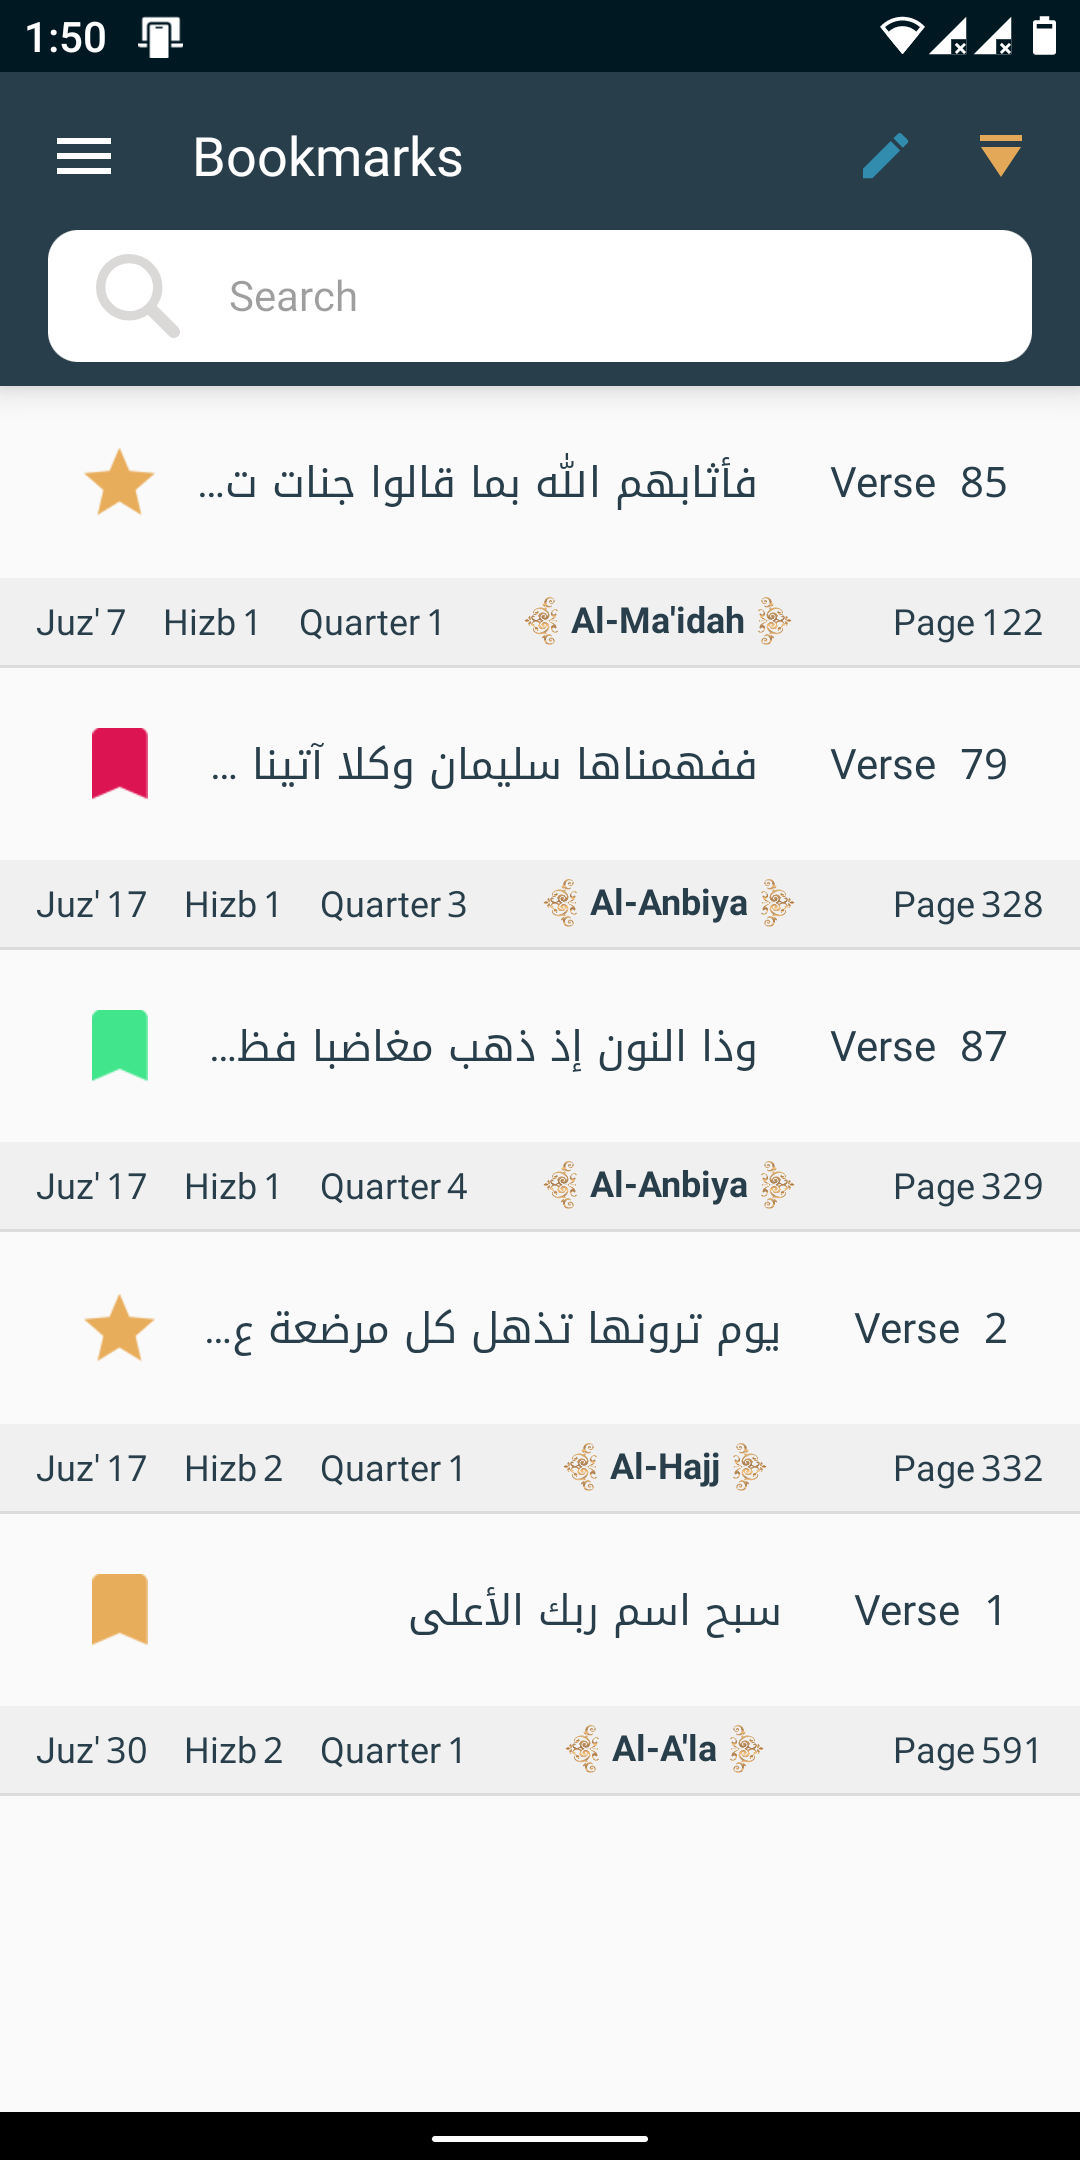 1:50
Bookmarks
Search
فأثابهم الله بما قالوا جنات ت... Verse 85
Juz' 7 Hizb 1 Quarter 1 Al-Ma'idah Page 122
ففهمناها سليمان وكلا آتينا ... Verse 79
Juz' 17 Hizb 1 Quarter 3 Al-Anbiya Page 328
وذا النون إذ ذهب مغاضبا فظ... Verse 87
Juz' 17 Hizb 1 Quarter 4 Al-Anbiya Page 329
يوم ترونها تذهل كل مرضعة ع... Verse 2
Juz' 17 Hizb 2 Quarter 1 Al-Hajj Page 332
سبح اسم ربك الأعلى Verse 1
Juz' 30 Hizb 2 Quarter 1 Al-A'la Page 591